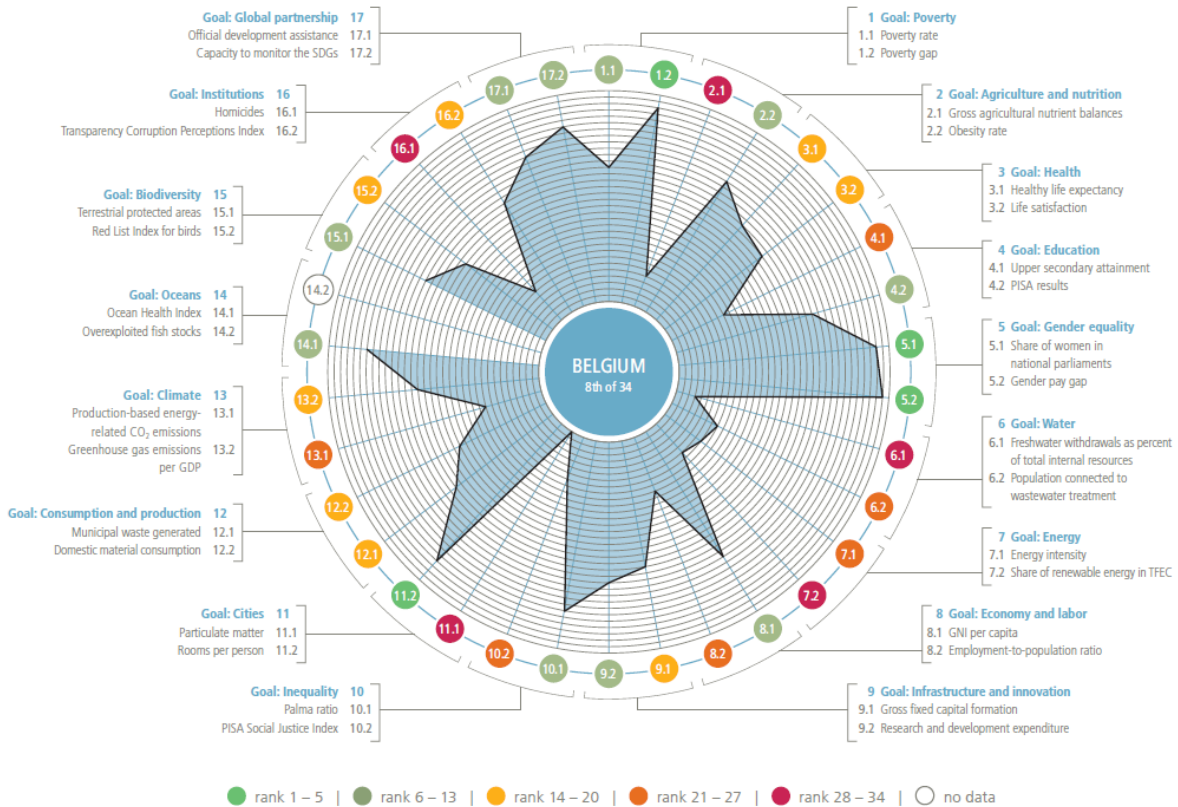 Goal: Global partnership 17
Official development assistance 17.1
Capacity to monitor the SDGs 17.2
1 Goal: Poverty
1.1 Poverty rate
1.2 Poverty gap
Goal: Institutions 16
Homicides 16.1
Transparency Corruption Perceptions Index 16.2
2 Goal: Agriculture and nutrition
2.1 Gross agricultural nutrient balances
2.2 Obesity rate
Goal: Biodiversity 15
Terrestrial protected areas 15.1
Red List Index for birds 15.2
3 Goal: Health
3.1 Healthy life expectancy
3.2 Life satisfaction
4 Goal: Education
4.1 Upper secondary attainment
4.2 PISA results
Goal: Oceans 14
Ocean Health Index 14.1
Overexploited fish stocks 14.2
5 Goal: Gender equality
5.1 Share of women in
national parliaments
5.2 Gender pay gap
Goal: Climate 13
Production-based energy- 13.1
related CO₂ emissions
Greenhouse gas emissions 13.2
per GDP
6 Goal: Water
6.1 Freshwater withdrawals as percent
of total internal resources
6.2 Population connected to
wastewater treatment
Goal: Consumption and production 12
Municipal waste generated 12.1
Domestic material consumption 12.2
7 Goal: Energy
7.1 Energy intensity
7.2 Share of renewable energy in TFEC
Goal: Cities 11
Particulate matter 11.1
Rooms per person 11.2
8 Goal: Economy and labor
8.1 GNI per capita
8.2 Employment-to-population ratio
Goal: Inequality 10
Palma ratio 10.1
PISA Social Justice Index 10.2
9 Goal: Infrastructure and innovation
9.1 Gross fixed capital formation
9.2 Research and development expenditure
1.1
1.2
2.1
2.2
3.1
3.2
4.1
4.2
5.1
5.2
6.1
6.2
7.1
7.2
8.1
8.2
9.1
9.2
10.1
10.2
11.1
11.2
12.1
12.2
13.1
13.2
14.1
14.2
15.1
15.2
16.1
16.2
17.1
17.2
BELGIUM
8th of 34
rank 1 – 5 | rank 6 – 13 | rank 14 – 20 | rank 21 – 27 | rank 28 – 34 | no data